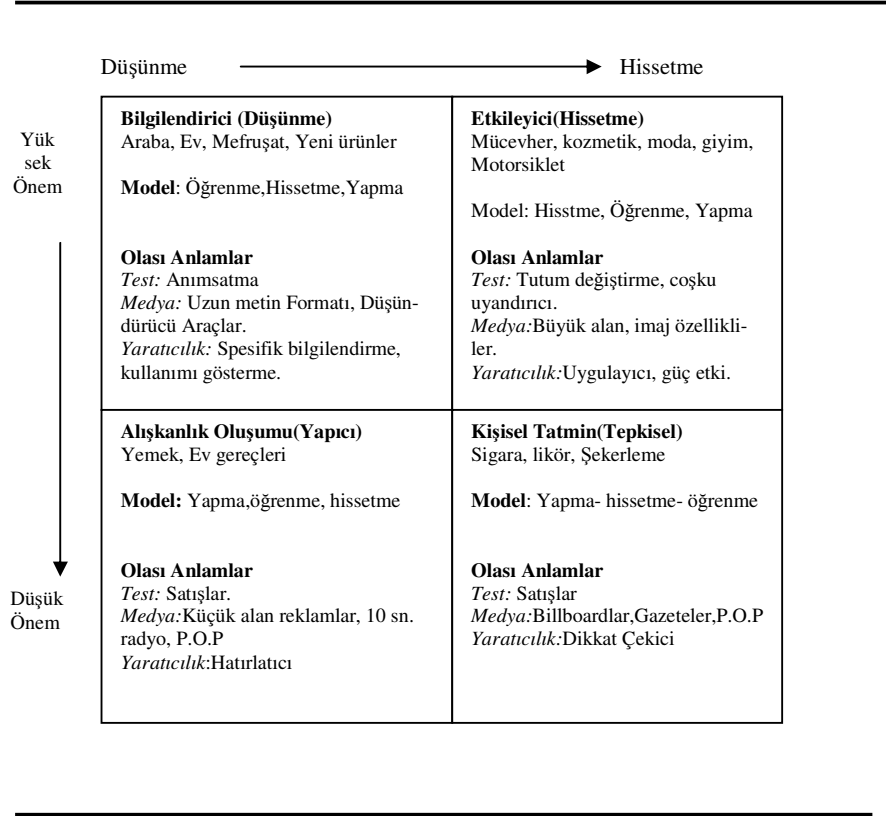 Düşünme
Hissetme
Yük
sek
Önem
Bilgilendirici (Düşünme)
Araba, Ev, Mefruşat, Yeni ürünler
Model: Öğrenme,Hissetme,Yapma
Olası Anlamlar
Test: Anımsatma
Medya: Uzun metin Formatı, Düşün-
dürücü Araçlar.
Yaratıcılık: Spesifik bilgilendirme,
kullanımı gösterme.
Etkileyici(Hissetme)
Mücevher, kozmetik, moda, giyim,
Motorsiklet
Model: Hisstme, Öğrenme, Yapma
Olası Anlamlar
Test: Tutum değiştirme, coşku
uyandırıcı.
Medya:Büyük alan, imaj özellikli-
ler.
Yaratıcılık:Uygulayıcı, güç etki.
Düşük
Önem
Alışkanlık Oluşumu(Yapıcı)
Yemek, Ev gereçleri
Model: Yapma,öğrenme, hissetme
Olası Anlamlar
Test: Satışlar.
Medya:Küçük alan reklamlar, 10 sn.
radyo, P.O.P
Yaratıcılık:Hatırlatıcı
Kişisel Tatmin(Tepkisel)
Sigara, likör, Şekerleme
Model: Yapma- hissetme- öğrenme
Olası Anlamlar
Test: Satışlar
Medya:Billboardlar,Gazeteler,P.O.P
Yaratıcılık:Dikkat Çekici